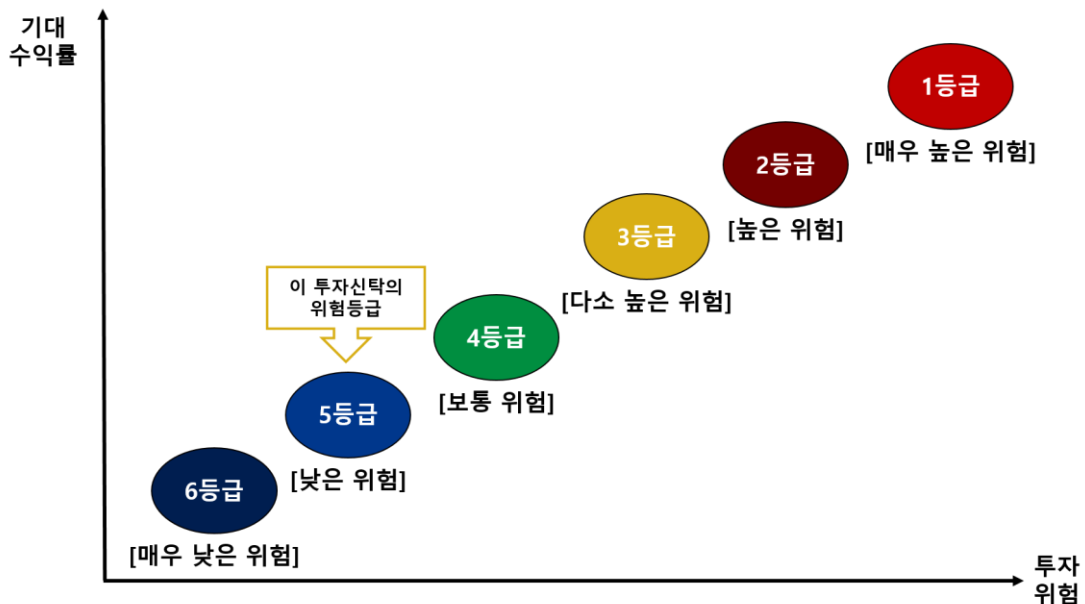 기대
수익률
1등급
[매우 높은 위험]
2등급
[높은 위험]
3등급
[다소 높은 위험]
이 투자신탁의
위험등급
4등급
[보통 위험]
5등급
[낮은 위험]
6등급
[매우 낮은 위험]
투자
위험